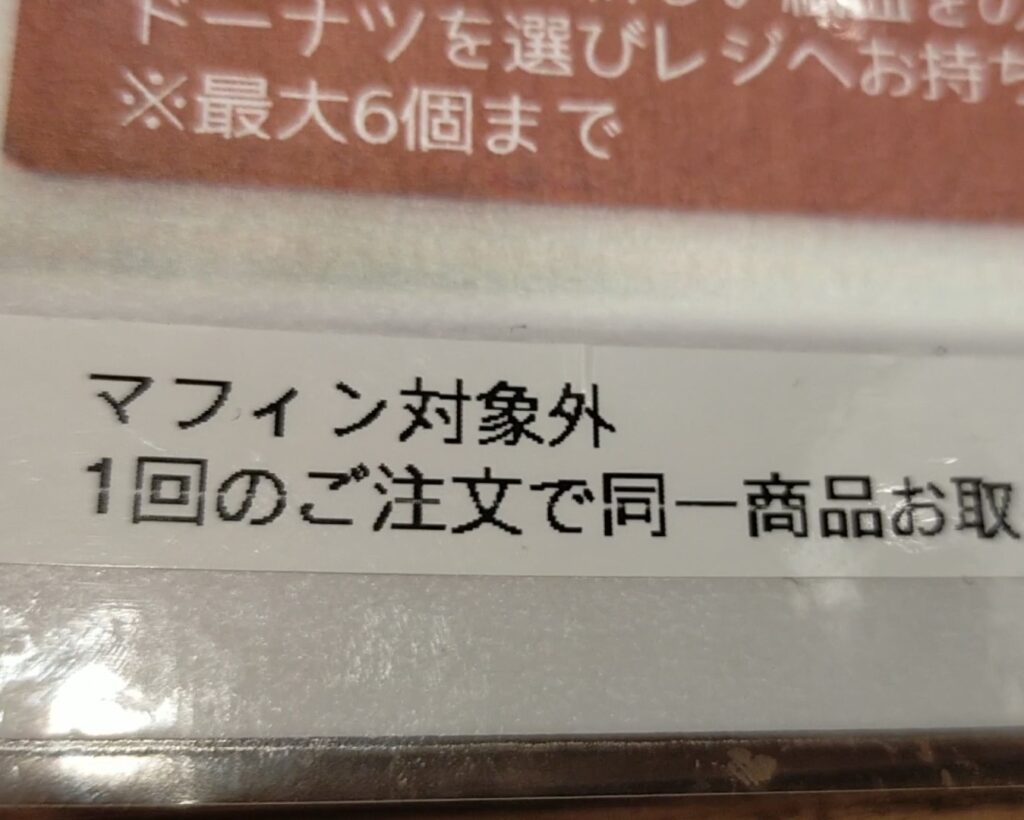 ドーナツを選びレジへお持ち
※最大6個まで
マフィン対象外
1回のご注文で同一商品お取